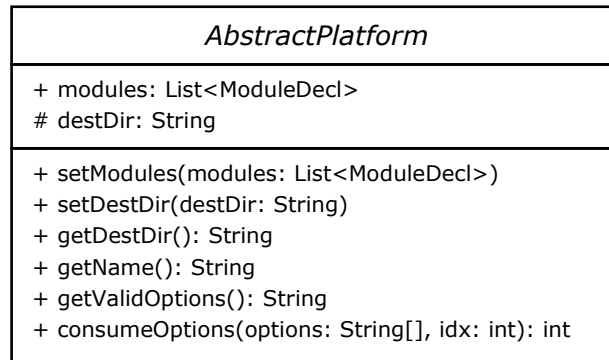 AbstractPlatform
+ modules: List<ModuleDecl>
# destDir: String
+ setModules(modules: List<ModuleDecl>)
+ setDestDir(destDir: String)
+ getDestDir(): String
+ getName(): String
+ getValidOptions(): String
+ consumeOptions(options: String[], idx: int): int